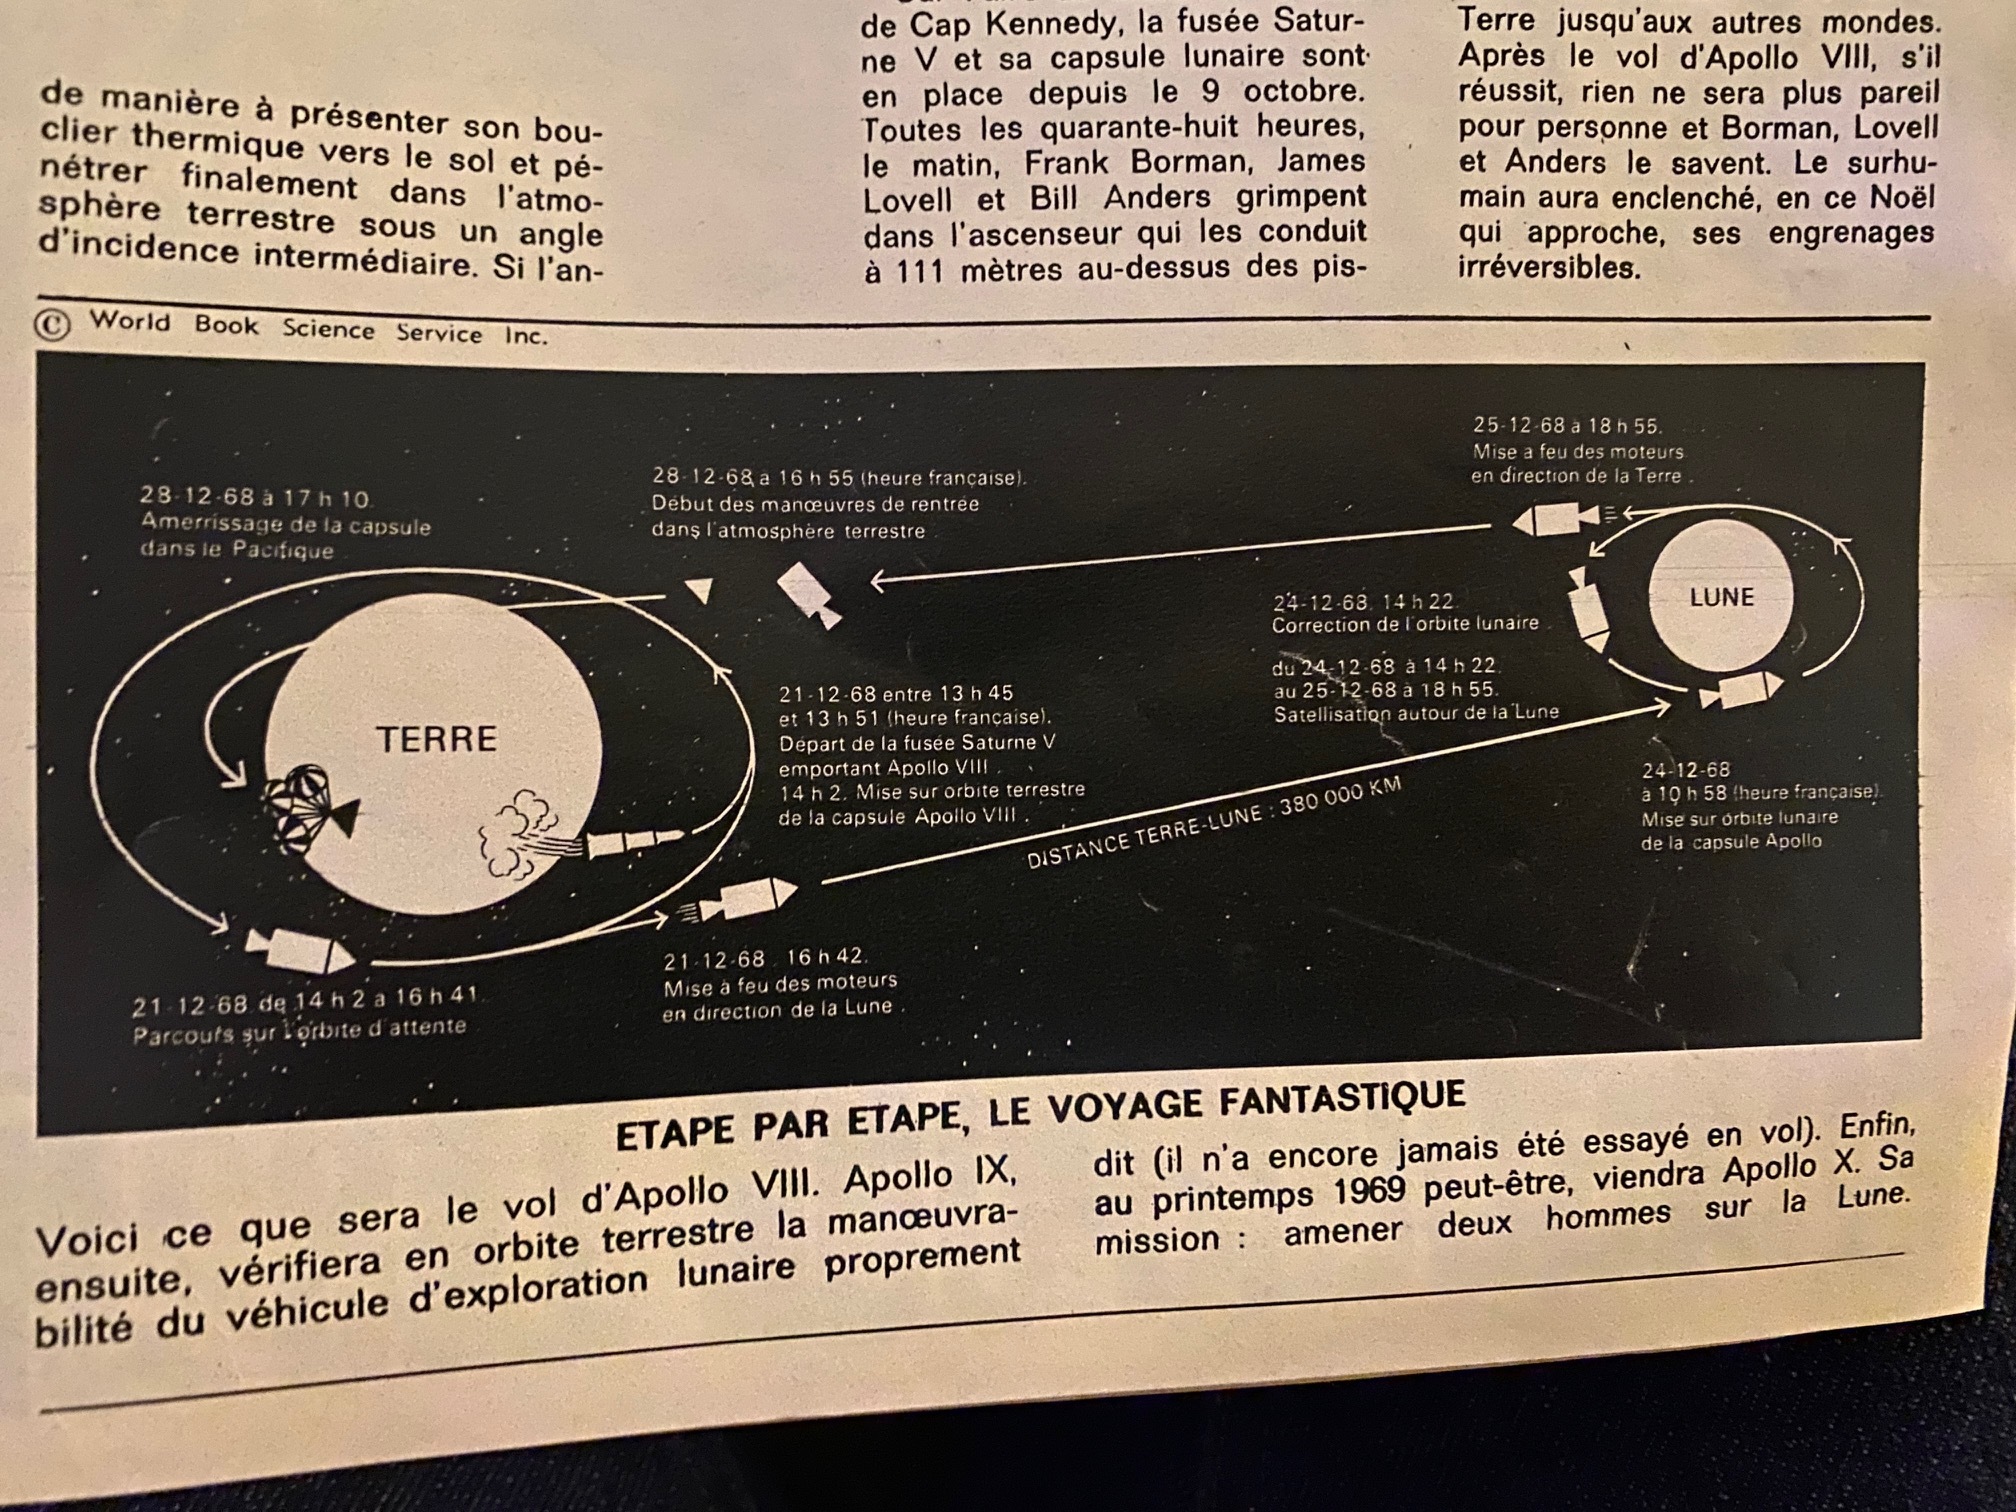 de manière à présenter son bou-
clier thermique vers le sol et pé-
nétrer finalement dans l'atmo-
sphère terrestre sous un angle
d'incidence intermédiaire. Si l'an-
de Cap Kennedy, la fusée Satur-
ne V et sa capsule lunaire sont
en place depuis le 9 octobre.
Toutes les quarante-huit heures,
le matin, Frank Borman, James
Lovell et Bill Anders grimpent
dans l'ascenseur qui les conduit
à 111 mètres au-dessus des pis-
Terre jusqu'aux autres mondes.
Après le vol d'Apollo VIII, s'il
réussit, rien ne sera plus pareil
pour personne et Borman, Lovell
et Anders le savent. Le surhu-
main aura enclenché, en ce Noël
qui approche, ses engrenages
irréversibles.
© World Book Science Service Inc.
28-12-68 à 17 h 10.
Amerrissage de la capsule
dans le Pacifique
28-12-68 a 16 h 55 (heure française).
Début des manœuvres de rentrée
dans l'atmosphère terrestre.
25-12-68 a 18 h 55.
Mise a feu des moteurs
en direction de la Terre.
LUNE
24-12-68. 14 h 22.
Correction de l'orbite lunaire.
du 24-12-68 à 14 h 22.
au 25-12-68 à 18 h 55.
Satellisation autour de la Lune
TERRE
21-12-68 entre 13 h 45
et 13 h 51 (heure française).
Départ de la fusée Saturne V
emportant Apollo VIII.
14 h 2. Mise sur orbite terrestre
de la capsule Apollo VIII.
DISTANCE TERRE-LUNE : 380 000 KM
24-12-68
à 10 h 58 (heure française).
Mise sur orbite lunaire
de la capsule Apollo
21-12-68. 16 h 42.
Mise à feu des moteurs
en direction de la Lune.
21-12-68 de 14 h 2 a 16 h 41.
Parcours sur l'orbite d'attente
ETAPE PAR ETAPE, LE VOYAGE FANTASTIQUE
Voici ce que sera le vol d'Apollo VIII. Apollo IX,
ensuite, vérifiera en orbite terrestre la manœuvra-
bilité du véhicule d'exploration lunaire proprement
dit (il n'a encore jamais été essayé en vol). Enfin,
au printemps 1969 peut-être, viendra Apollo X. Sa
mission : amener deux hommes sur la Lune.